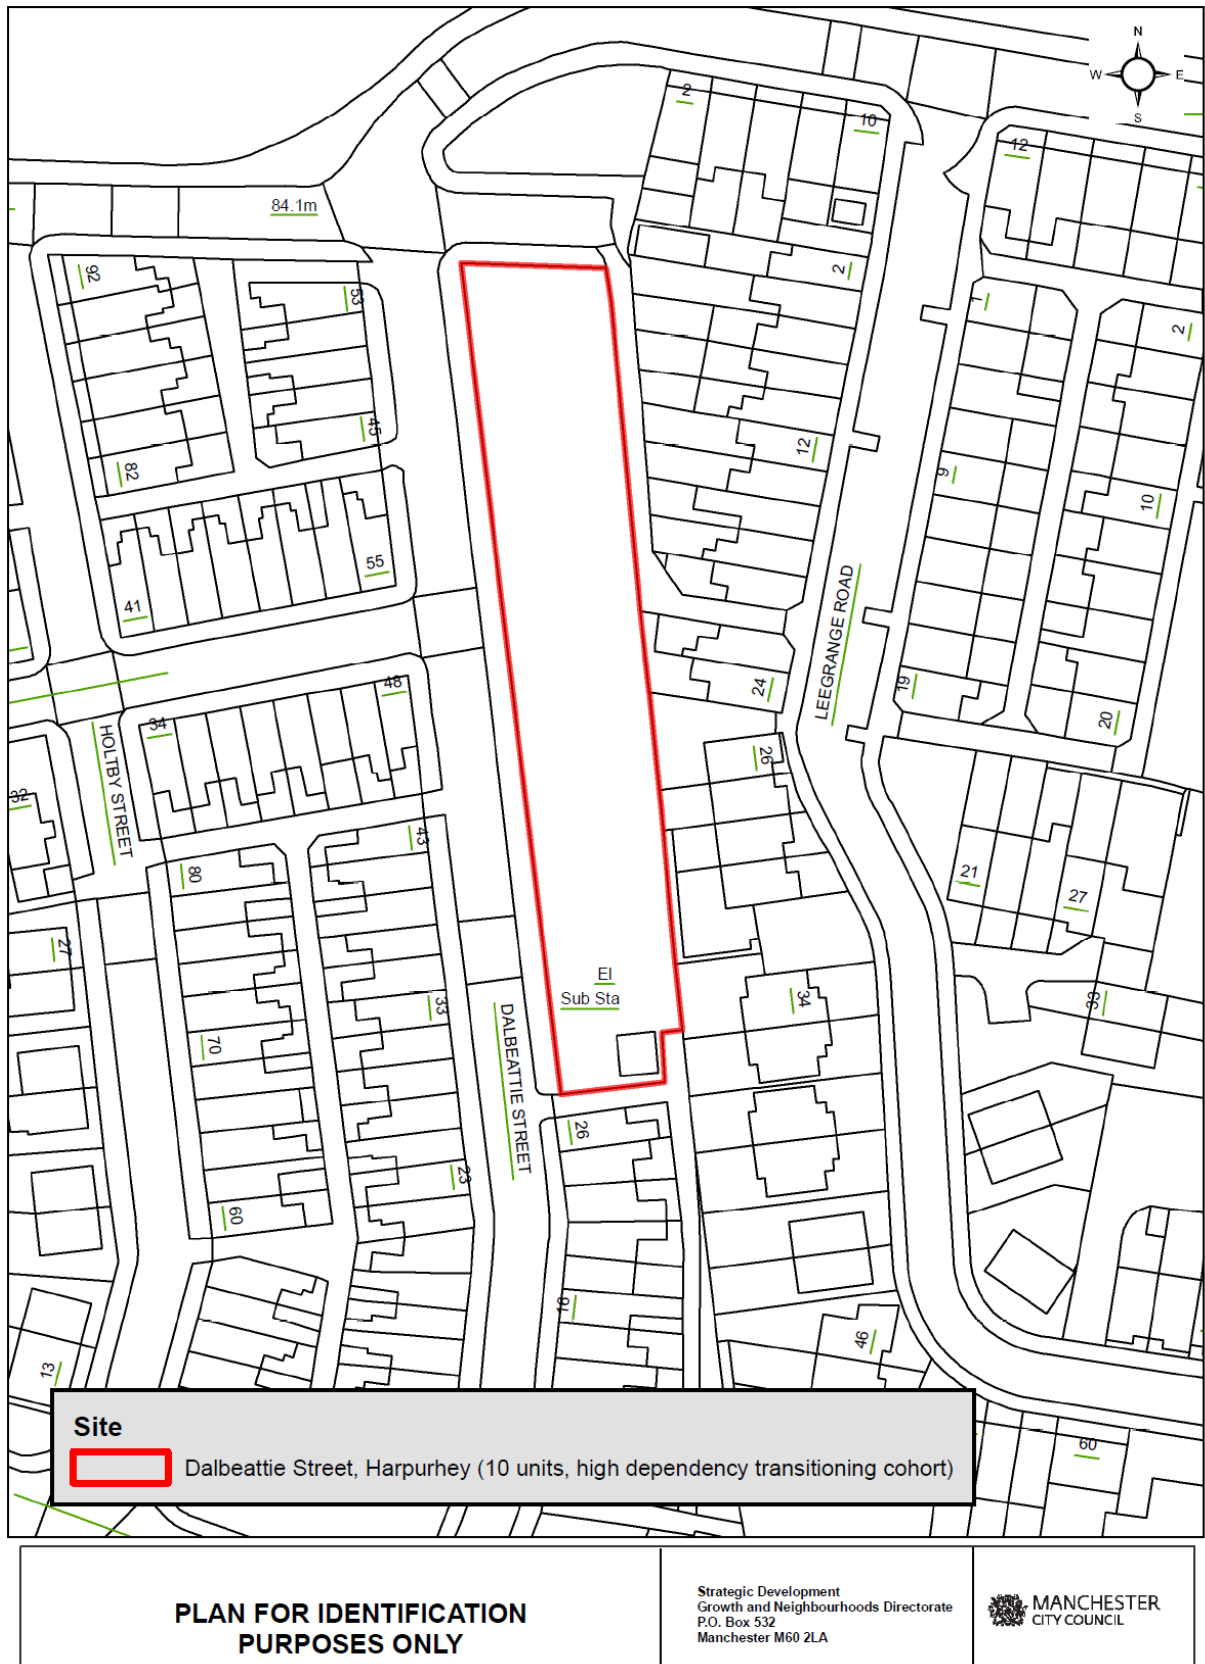 N
W E
S
2
10
12
84.1m
92
53
2
1
2
45
12
82
9
10
55
41
LEEGRANGE ROAD
24
19
48
34
20
HOLTBY STREET
26
32
43
80
21
27
27
El
Sub Sta
34
33
33
DALBEATTIE STREET
70
26
23
60
16
46
13
60
Site
Dalbeattie Street, Harpurhey (10 units, high dependency transitioning cohort)
PLAN FOR IDENTIFICATION
PURPOSES ONLY
Strategic Development
Growth and Neighbourhoods Directorate
P.O. Box 532
Manchester M60 2LA
MANCHESTER
CITY COUNCIL